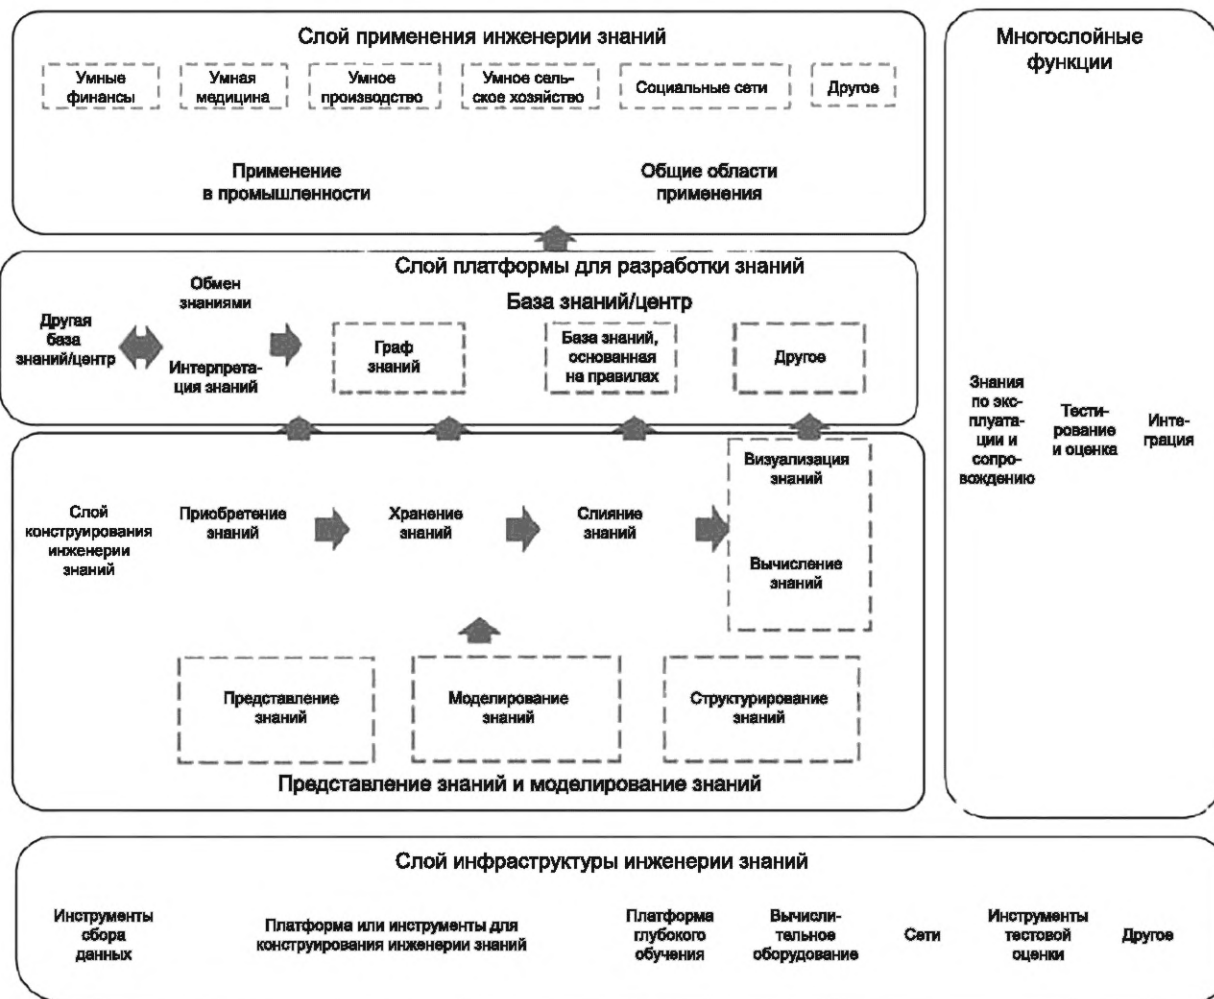 Слой применения инженерии знаний
Умные
финансы
Умная
медицина
Умное
производство
Умное сель-
ское хозяйство
Социальные сети
Другое
Применение
в промышленности
Общие области
применения
Многослойные
функции
Знания
по экс-
плуата-
ции и
сопро-
вождению
Тести-
рование
и оценка
Инте-
грация
Слой платформы для разработки знаний
База знаний/центр
Другая
база
знаний/центр
Обмен
знаниями
Интерпрета-
ция знаний
Граф
знаний
База знаний,
основанная
на правилах
Другое
Слой
конструирования
инженерии
знаний
Приобретение
знаний
Хранение
знаний
Слияние
знаний
Визуализация
знаний
Вычисление
знаний
Представление
знаний
Моделирование
знаний
Структурирование
знаний
Представление знаний и моделирование знаний
Слой инфраструктуры инженерии знаний
Инструменты
сбора
данных
Платформа или инструменты для
конструирования инженерии знаний
Платформа
глубокого
обучения
Вычисли-
тельное
оборудование
Сети
Инструменты
тестовой
оценки
Другое